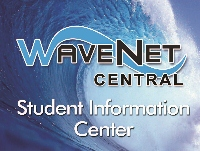 WAVENET
CENTRAL
Student Information
Center